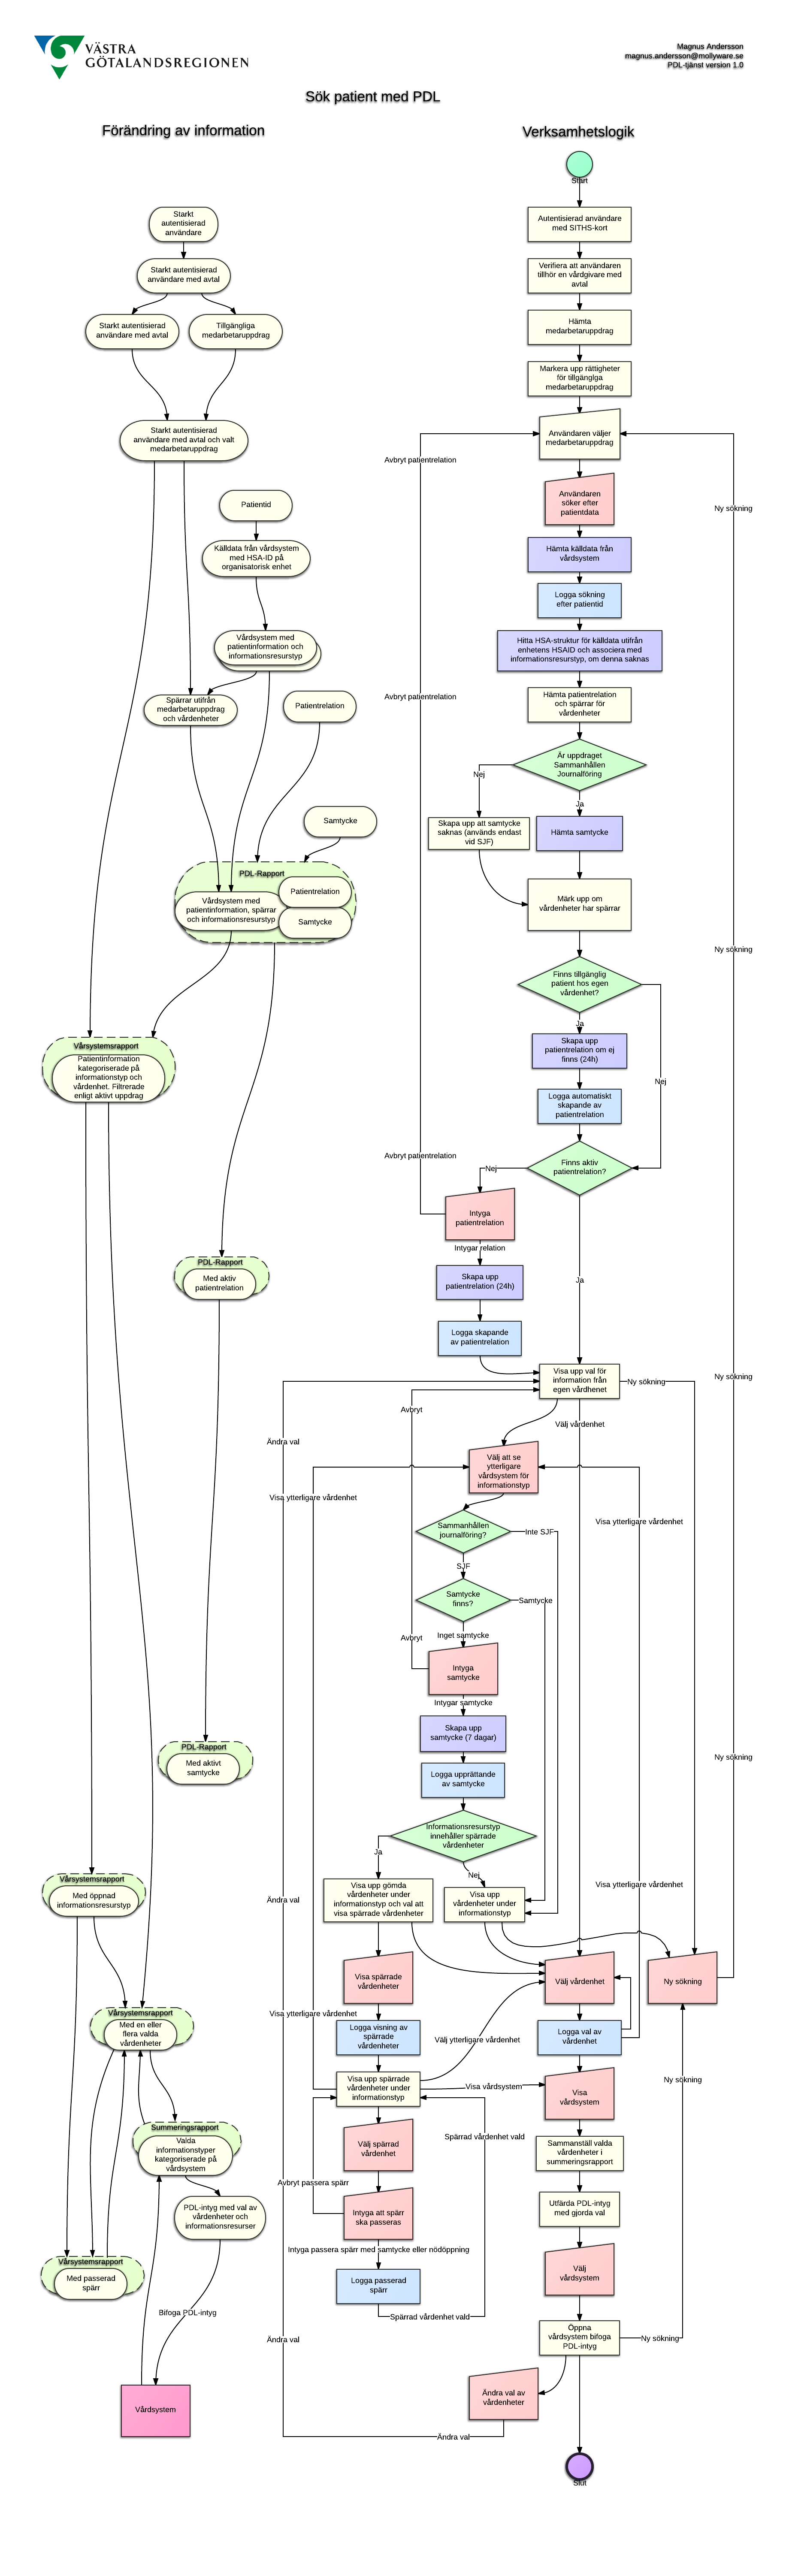 VÄSTRA
GÖTALANDSREGIONEN
Magnus Andersson
magnus.andersson@mollyware.se
PDL-tjänst version 1.0
Sök patient med PDL
Förändring av information
Starkt
autentisierad
användare
Starkt autentisierad
användare med avtal
Starkt autentisierad
användare med avtal
Tillgängliga
medarbetaruppdrag
Starkt autentisierad
användare med avtal och valt
medarbetaruppdrag
Patientid
Källdata från vårdsystem
med HSA-ID på
organisatorisk enhet
Vårdsystem med
patientinformation och
informationsresurstyp
Spärrar utifrån
medarbetaruppdrag
och vårdenheter
Patientrelation
Samtycke
PDL-Rapport
Vårdsystem med
patientinformation, spärrar
och informationsresurstyp
Patientrelation
Samtycke
Vårsystemsrapport
Patientinformation
kategoriserade på
informationstyp och
vårdenhet. Filtrerade
enligt aktivt uppdrag
PDL-Rapport
Med aktiv
patientrelation
PDL-Rapport
Med aktivt
samtycke
Vårsystemsrapport
Med öppnad
informationsresurstyp
Vårsystemsrapport
Med en eller
flera valda
vårdenheter
Summeringsrapport
Valda
informationstyper
kategoriserade på
vårdsystem
PDL-intyg med val av
vårdenheter och
informationsresurser
Vårsystemsrapport
Med passerad
spärr
Bifoga PDL-intyg
Vårdsystem
Verksamhetslogik
Start
Autentisierad användare
med SITHS-kort
Verifiera att användaren
tillhör en vårdgivare med
avtal
Hämta
medarbetaruppdrag
Markera upp rättigheter
för tillgänglga
medarbetaruppdrag
Användaren väljer
medarbetaruppdrag
Avbryt patientrelation
Användaren
söker efter
patientdata
Ny sökning
Hämta källdata från
vårdsystem
Logga sökning
efter patientid
Hitta HSA-struktur för källdata utifrån
enhetens HSAID och associera med
informationsresurstyp, om denna saknas
Hämta patientrelation
och spärrar för
vårdenheter
Avbryt patientrelation
Är uppdraget
Sammanhållen
Journalföring
Nej
Ja
Skapa upp att samtycke
saknas (används endast
vid SJF)
Hämta samtycke
Märk upp om
vårdenheter har spärrar
Ny sökning
Finns tillgänglig
patient hos egen
vårdenhet?
Ja
Skapa upp
patientrelation om ej
finns (24h)
Nej
Logga automatiskt
skapande av
patientrelation
Avbryt patientrelation
Finns aktiv
patientrelation?
Nej
Intyga
patientrelation
Intygar relation
Skapa upp
patientrelation (24h)
Ja
Logga skapande
av patientrelation
Visa upp val för
information från
egen vårdhenet
Ny sökning
Ny sökning
Avbryt
Välj vårdenhet
Ändra val
Välj att se
ytterligare
vårdsystem för
informationstyp
Visa ytterligare vårdenhet
Sammanhållen
journalföring?
Inte SJF
Visa ytterligare vårdenhet
SJF
Samtycke
finns?
Samtycke
Inget samtycke
Avbryt
Intyga
samtycke
Intygar samtycke
Skapa upp
samtycke (7 dagar)
Ny sökning
Logga upprättande
av samtycke
Informationsresurstyp
innehåller spärrade
vårdenheter
Ja
Nej
Visa ytterligare vårdenhet
Visa upp gömda
vårdenheter under
informationstyp och val att
visa spärrade vårdenheter
Visa upp
vårdenheter under
informationstyp
Ändra val
Visa spärrade
vårdenheter
Välj vårdenhet
Ny sökning
Visa ytterligare vårdenhet
Logga visning av
spärrade
vårdenheter
Välj ytterligare vårdenhet
Logga val av
vårdenhet
Visa upp spärrade
vårdenheter under
informationstyp
Visa vårdsystem
Visa
vårdsystem
Ny sökning
Välj spärrad
vårdenhet
Spärrad vårdenhet vald
Sammanställ valda
vårdenheter i
summeringsrapport
Avbryt passera spärr
Intyga att spärr
ska passeras
Utfärda PDL-intyg
med gjorda val
Intyga passera spärr med samtycke eller nödöppning
Logga passerad
spärr
Välj
vårdsystem
Spärrad vårdenhet vald
Ändra val
Öppna
vårdsystem bifoga
PDL-intyg
Ny sökning
Ändra val av
vårdenheter
Ändra val
Slut